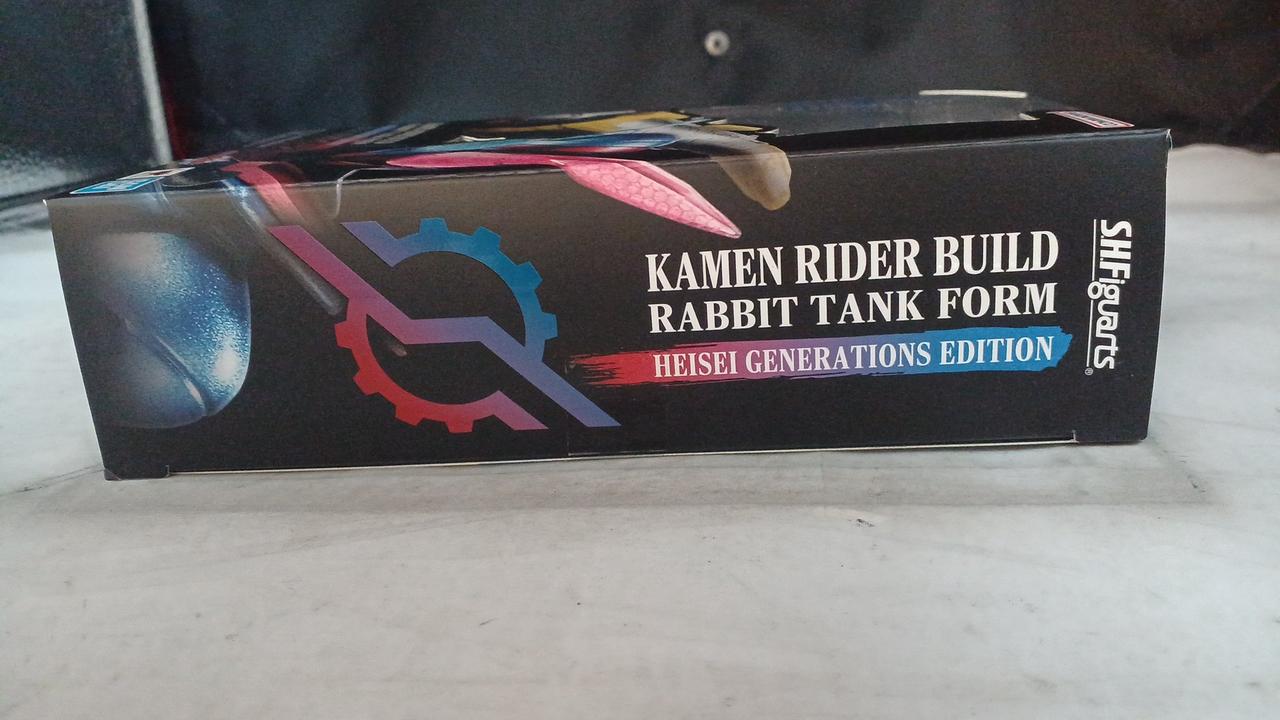 KAMEN RIDER BUILD
RABBIT TANK FORM
HEISEI GENERATIONS EDITION
S.H.Figuarts
®